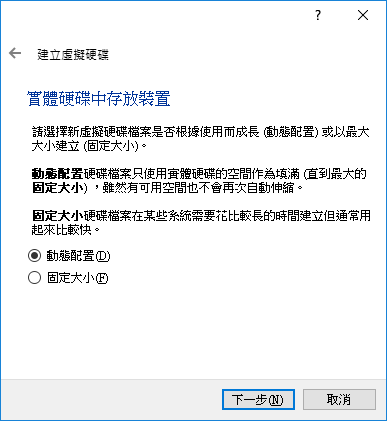 ?
建立虛擬硬碟
實體硬碟中存放裝置
請選擇新虛擬硬碟檔案是否根據使用而成長 (動態配置) 或以最大
大小建立 (固定大小)。
動態配置硬碟檔案只使用實體硬碟的空間作為填滿 (直到最大的
固定大小) ，雖然有可用空間也不會再次自動伸縮。
固定大小硬碟檔案在某些系統需要花比較長的時間建立但通常用
起來比較快。
動態配置(D)
固定大小(F)
下一步(N)
取消